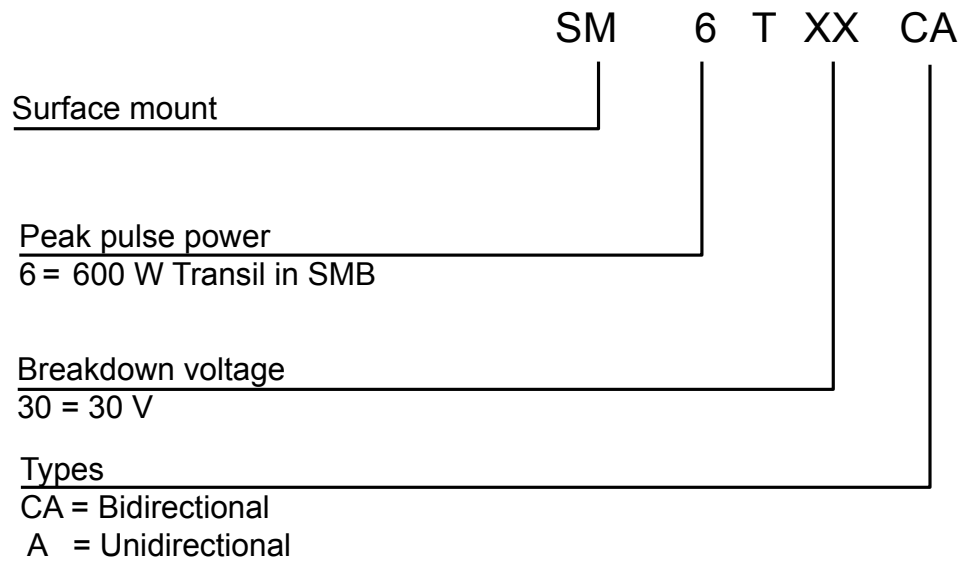 SM 6 T XX CA
Surface mount
Peak pulse power
6 = 600 W Transil in SMB
Breakdown voltage
30 = 30 V
Types
CA = Bidirectional
A = Unidirectional